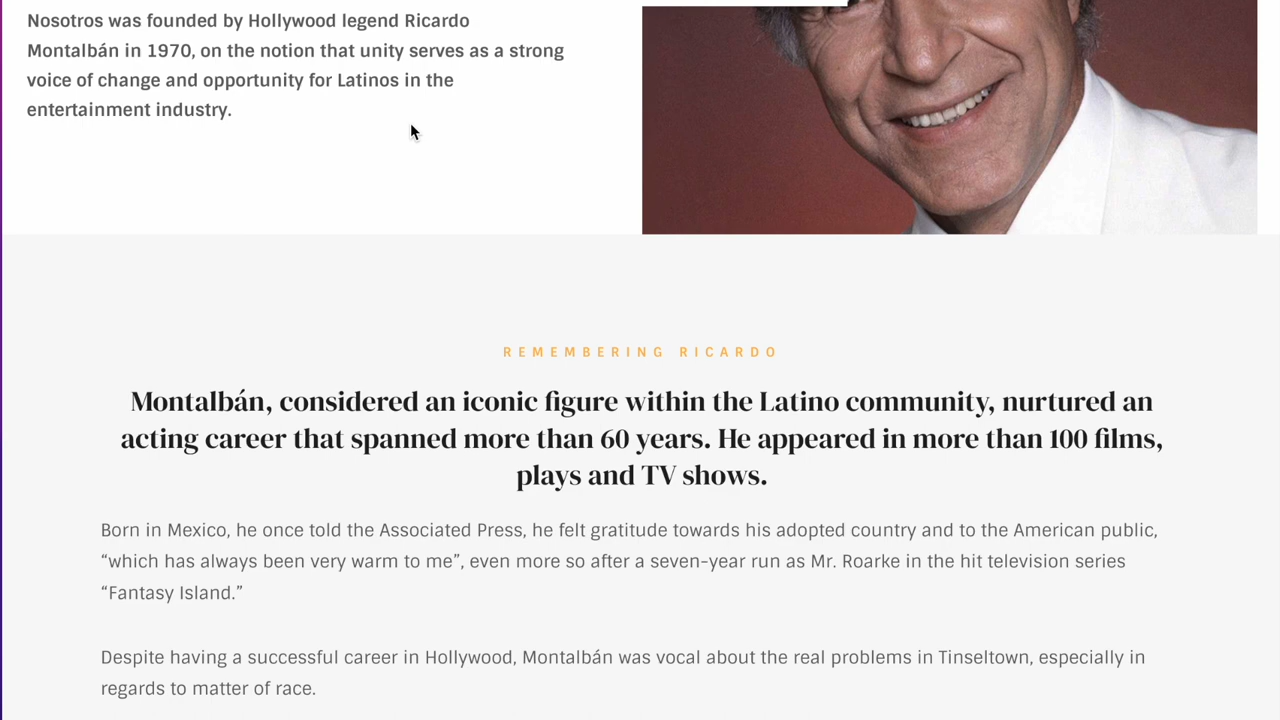 Nosotros was founded by Hollywood legend Ricardo
Montalbán in 1970, on the notion that unity serves as a strong
voice of change and opportunity for Latinos in the
entertainment industry.
REMEMBERING RICARDO
Montalbán, considered an iconic figure within the Latino community, nurtured an
acting career that spanned more than 60 years. He appeared in more than 100 films,
plays and TV shows.
Born in Mexico, he once told the Associated Press, he felt gratitude towards his adopted country and to the American public,
“which has always been very warm to me”, even more so after a seven-year run as Mr. Roarke in the hit television series
“Fantasy Island.”
Despite having a successful career in Hollywood, Montalbán was vocal about the real problems in Tinseltown, especially in
regards to matter of race.